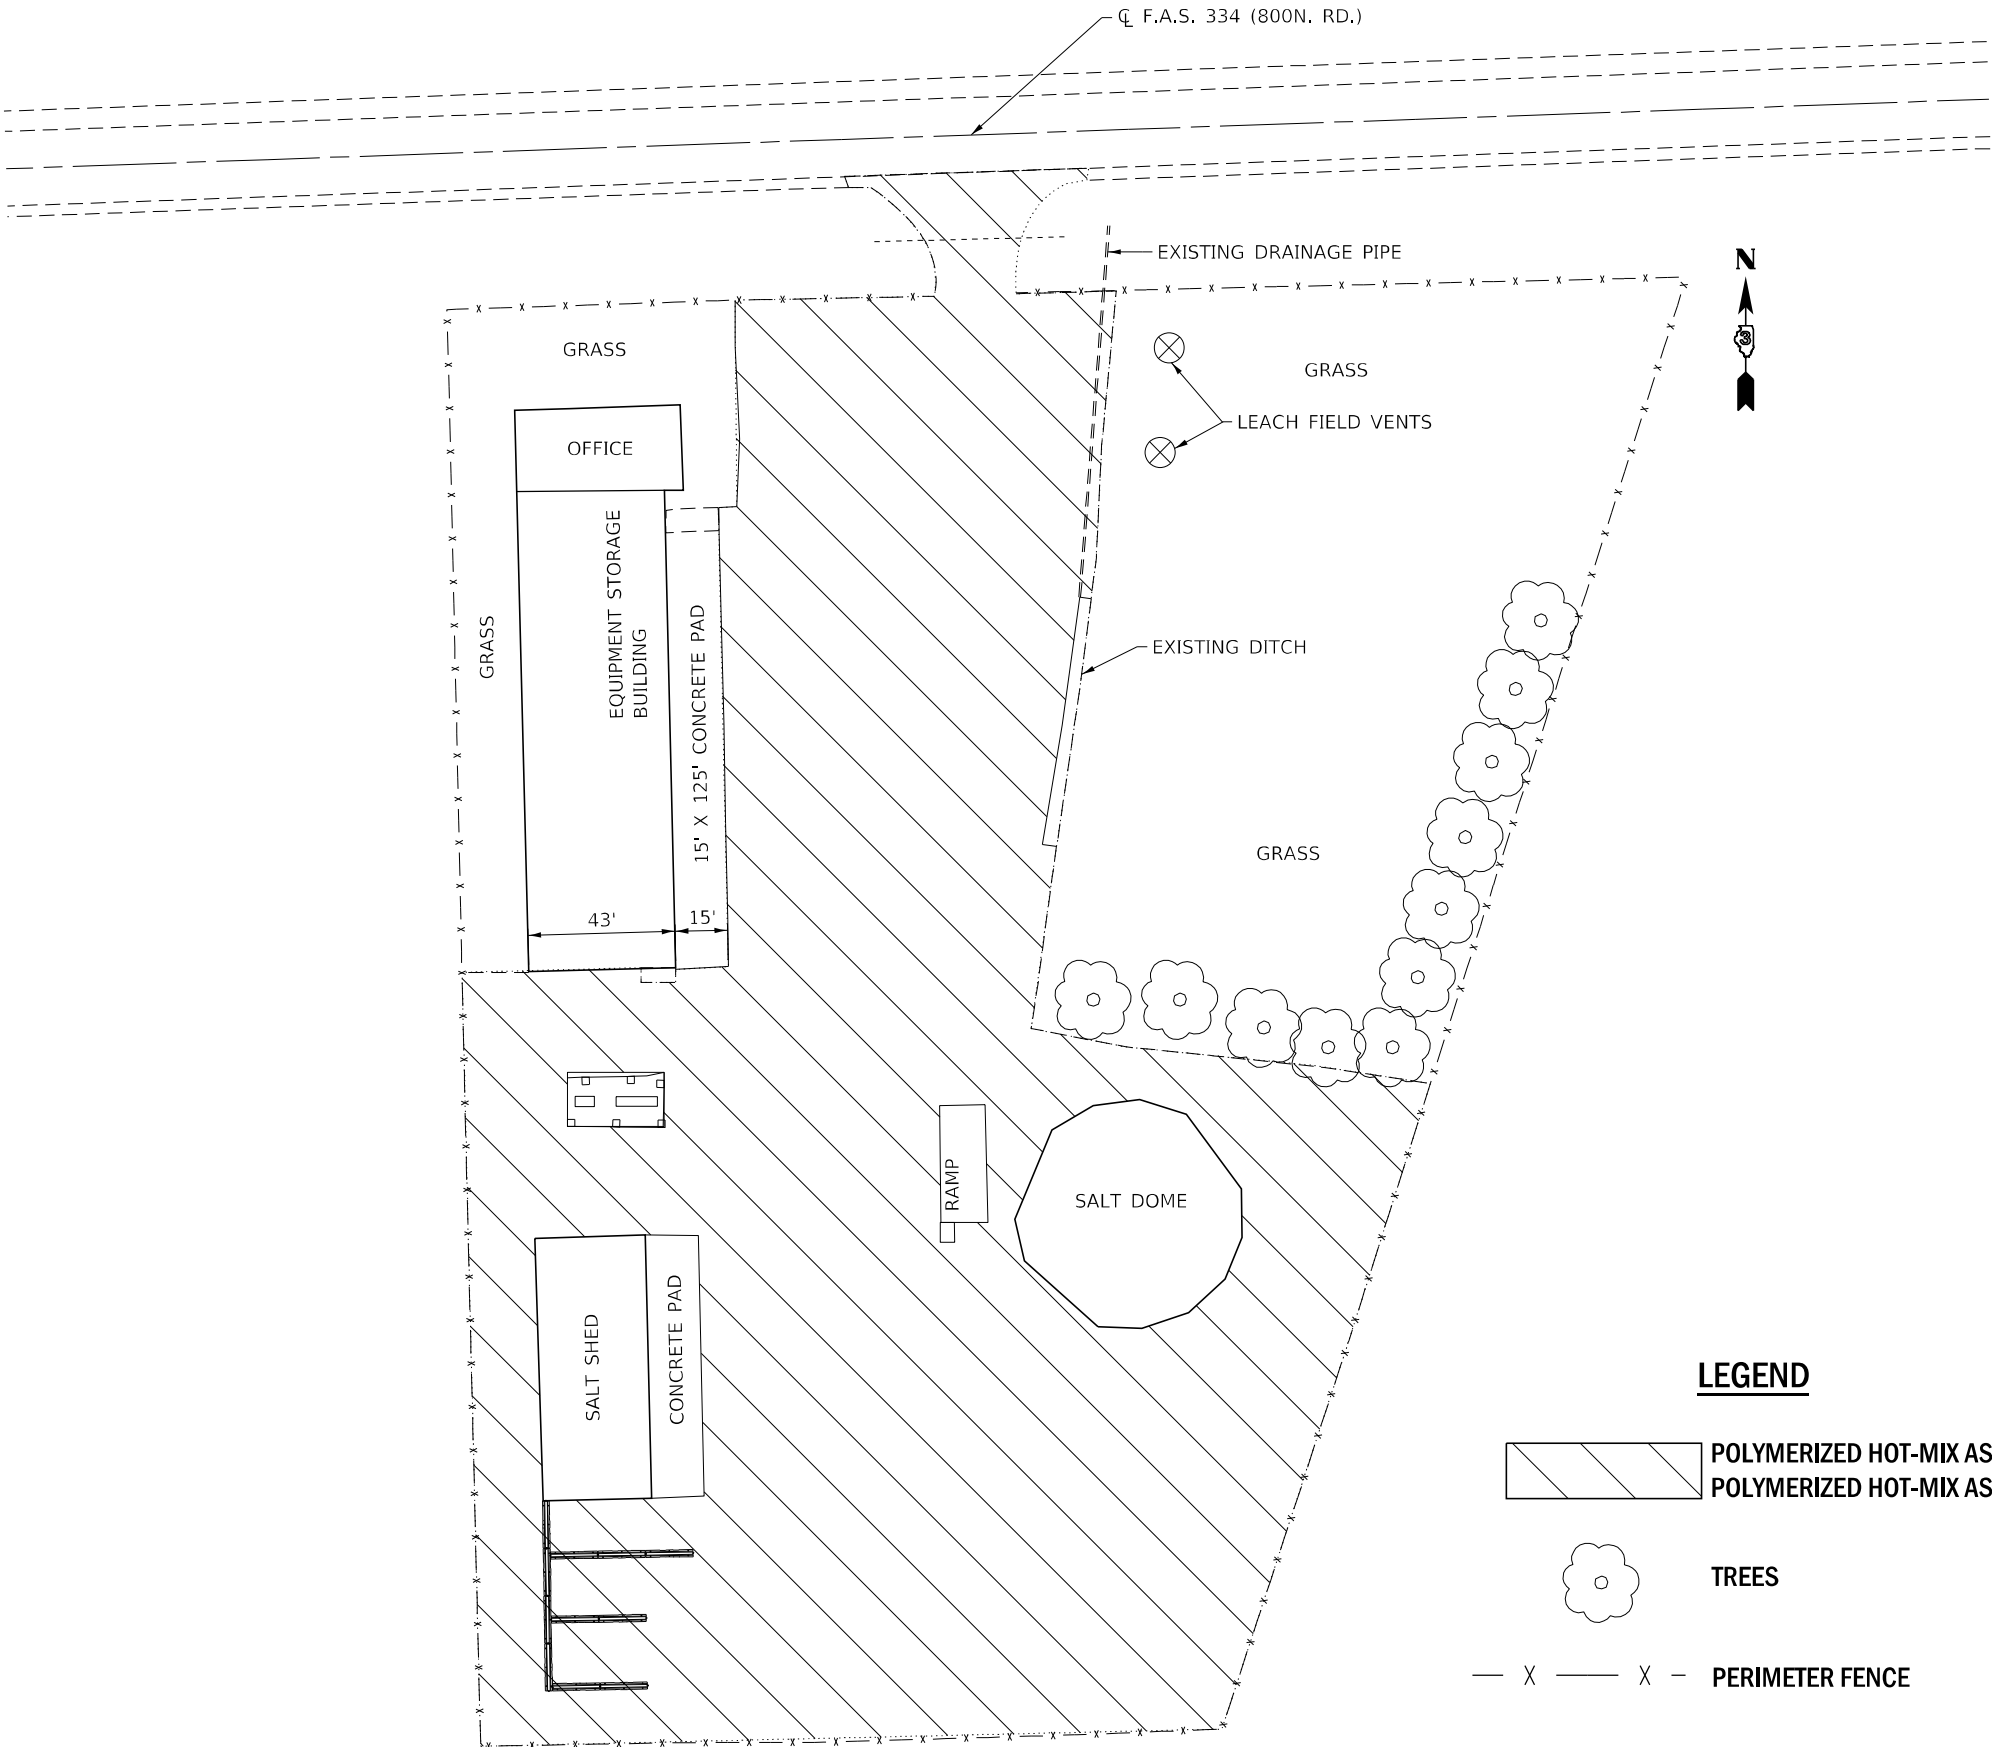 ℄ F.A.S. 334 (800N. RD.)
EXISTING DRAINAGE PIPE
N
3
GRASS
GRASS
LEACH FIELD VENTS
OFFICE
EQUIPMENT STORAGE
BUILDING
GRASS
15' X 125' CONCRETE PAD
EXISTING DITCH
GRASS
43'
15'
RAMP
SALT DOME
SALT SHED
CONCRETE PAD
LEGEND
POLYMERIZED HOT-MIX AS
POLYMERIZED HOT-MIX AS
TREES
X X PERIMETER FENCE